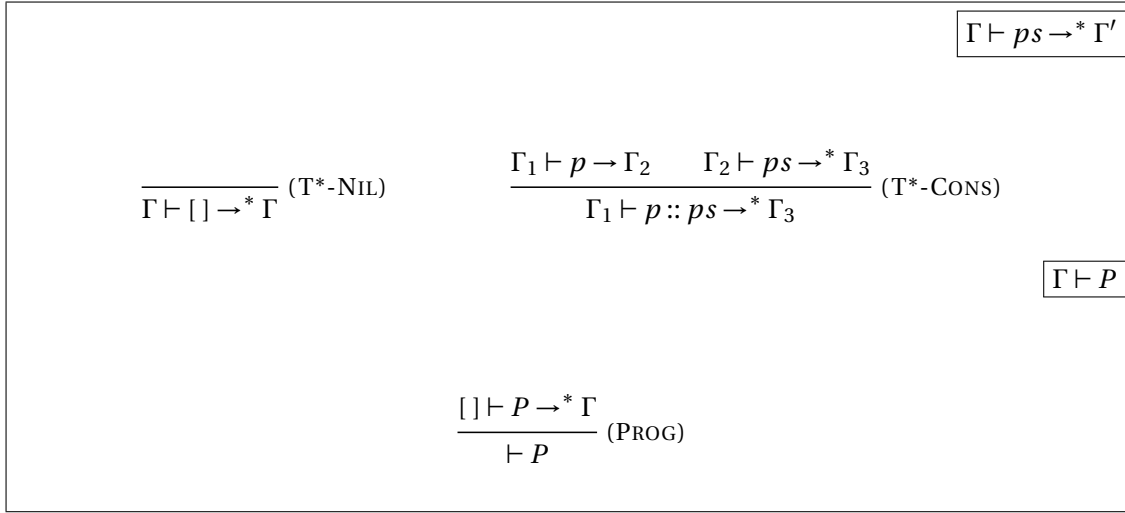 Γ ⊢ ps →* Γ′
Γ ⊢ [ ] →* Γ (T*-NIL)
Γ₁ ⊢ p → Γ₂ Γ₂ ⊢ ps →* Γ₃
Γ₁ ⊢ p :: ps →* Γ₃ (T*-CONS)
Γ ⊢ P
[ ] ⊢ P →* Γ
⊢ P (PROG)